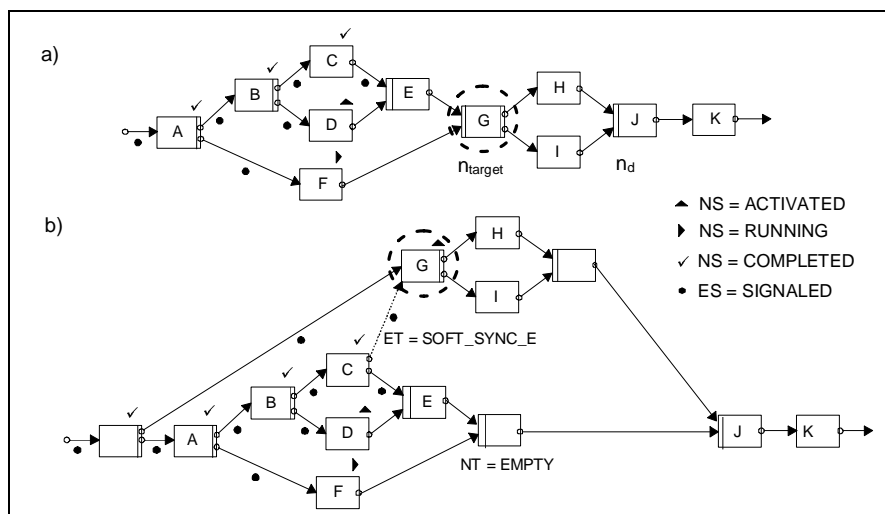 a)
C
B
E
H
D
G
A
J
K
I
F
n_target
n_d
NS = ACTIVATED
NS = RUNNING
NS = COMPLETED
ES = SIGNALED
b)
H
G
I
ET = SOFT_SYNC_E
C
B
E
D
A
J
K
NT = EMPTY
F